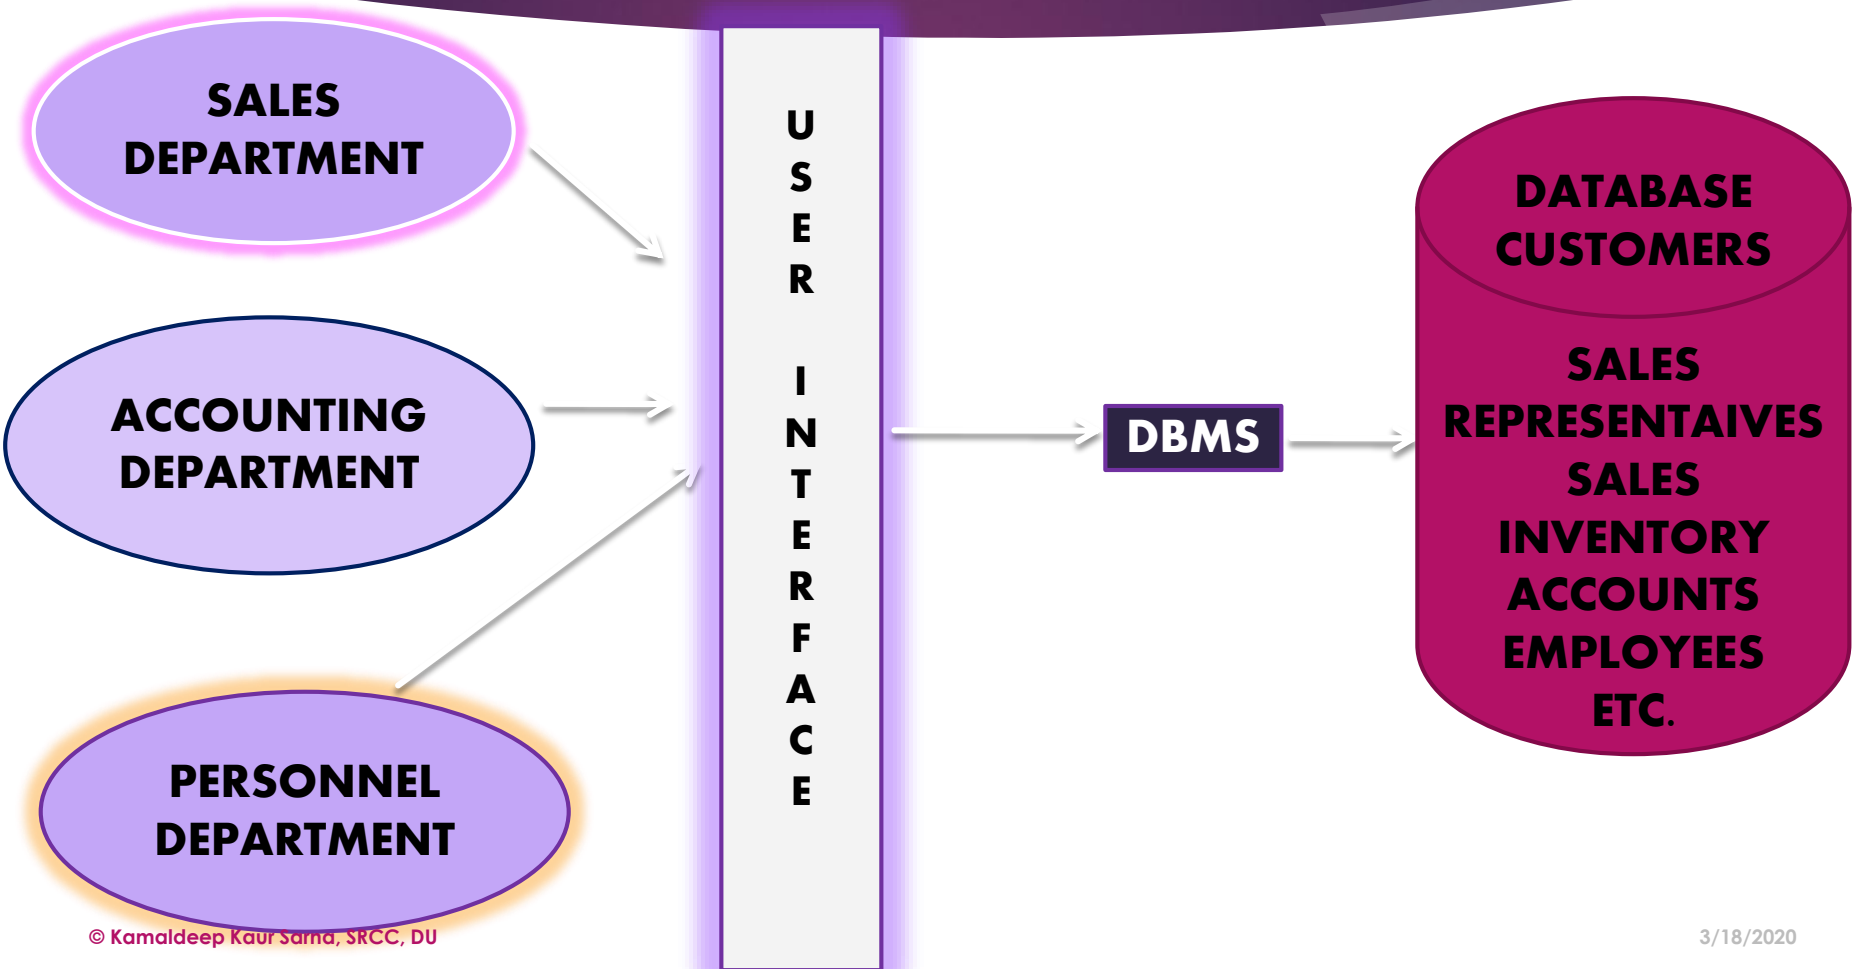 SALES
DEPARTMENT
ACCOUNTING
DEPARTMENT
PERSONNEL
DEPARTMENT
U
S
E
R
I
N
T
E
R
F
A
C
E
DBMS
DATABASE
CUSTOMERS
SALES
REPRESENTAIVES
SALES
INVENTORY
ACCOUNTS
EMPLOYEES
ETC.
© Kamaldeep Kaur Sarna, SRCC, DU
3/18/2020